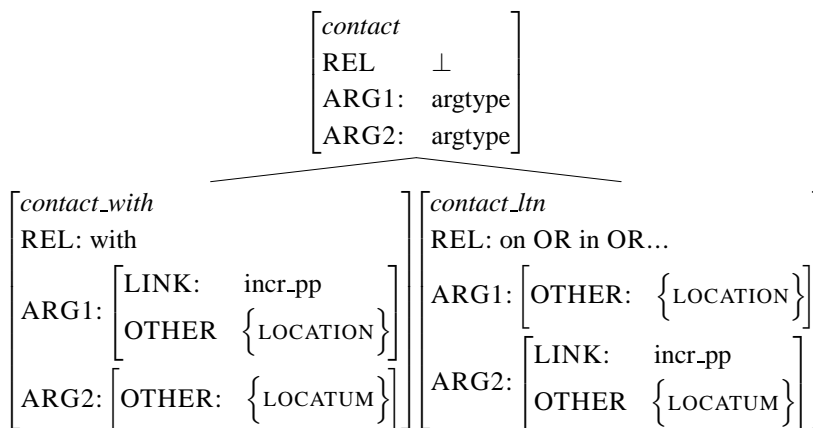 contact
REL ⊥
ARG1: argtype
ARG2: argtype
contact_with
REL: with
ARG1: LINK: incr_pp
OTHER {LOCATION}
ARG2: OTHER: {LOCATUM}
contact_ltn
REL: on OR in OR...
ARG1: OTHER: {LOCATION}
ARG2: LINK: incr_pp
OTHER {LOCATUM}